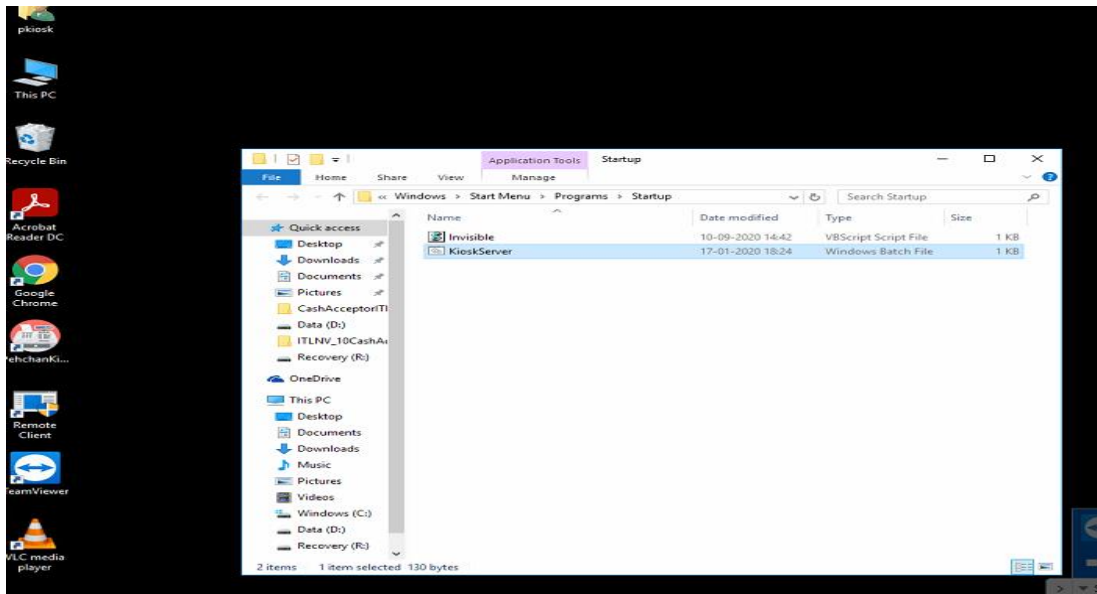 pkiosk
This PC
Recycle Bin
Acrobat
Reader DC
Google
Chrome
ehchanKi...
Remote
Client
eamViewer
VLC media
player
Application Tools Startup
File Home Share View Manage
« Windows > Start Menu > Programs > Startup Search Startup
Name Date modified Type Size
Invisible 10-09-2020 14:42 VBScript Script File 1 KB
KioskServer 17-01-2020 18:24 Windows Batch File 1 KB
Quick access
Desktop
Downloads
Documents
Pictures
CashAcceptorITl
Data (D:)
ITLNV_10CashAc
Recovery (R:)
OneDrive
This PC
Desktop
Documents
Downloads
Music
Pictures
Videos
Windows (C:)
Data (D:)
Recovery (R:)
2 items 1 item selected 130 bytes